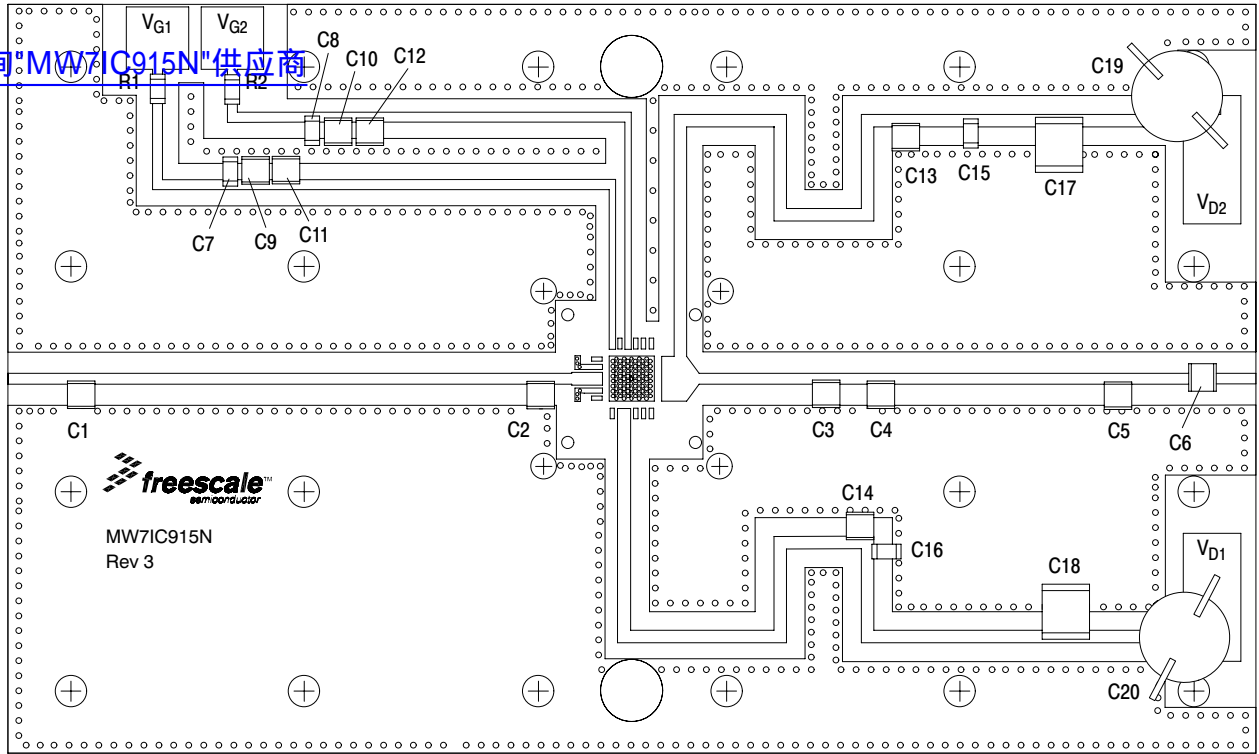 VG1
VG2
C8
C10
C12
询"MW7IC915N"供应商
R1
R2
C19
C13
C15
C17
VD2
C7
C9
C11
C1
C2
C3
C4
C5
C6
freescale™
semiconductor
MW7IC915N
Rev 3
C14
C16
C18
VD1
C20